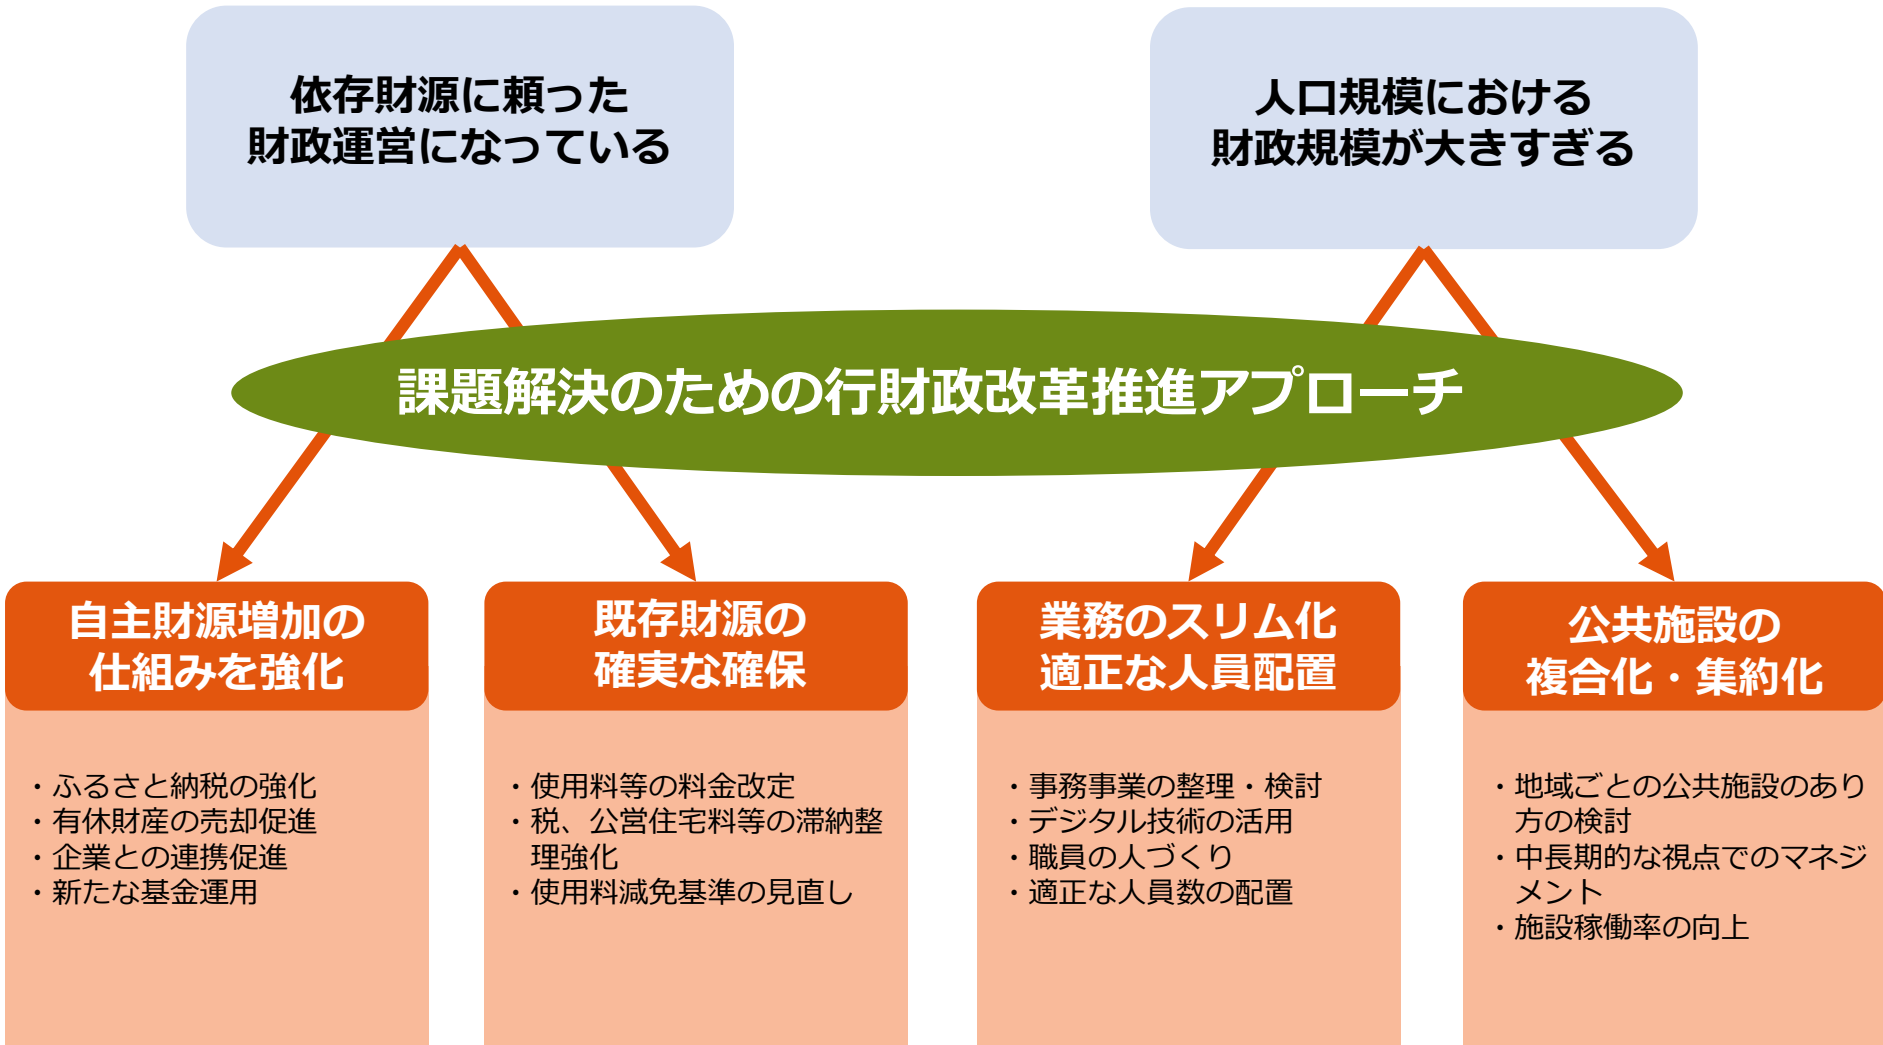 依存財源に頼った
財政運営になっている
人口規模における
財政規模が大きすぎる
課題解決のための行財政改革推進アプローチ
自主財源増加の
仕組みを強化
・ふるさと納税の強化
・有休財産の売却促進
・企業との連携促進
・新たな基金運用
既存財源の
確実な確保
・使用料等の料金改定
・税、公営住宅料等の滞納整
理強化
・使用料減免基準の見直し
業務のスリム化
適正な人員配置
・事務事業の整理・検討
・デジタル技術の活用
・職員の人づくり
・適正な人員数の配置
公共施設の
複合化・集約化
・地域ごとの公共施設のあり
方の検討
・中長期的な視点でのマネジ
メント
・施設稼働率の向上